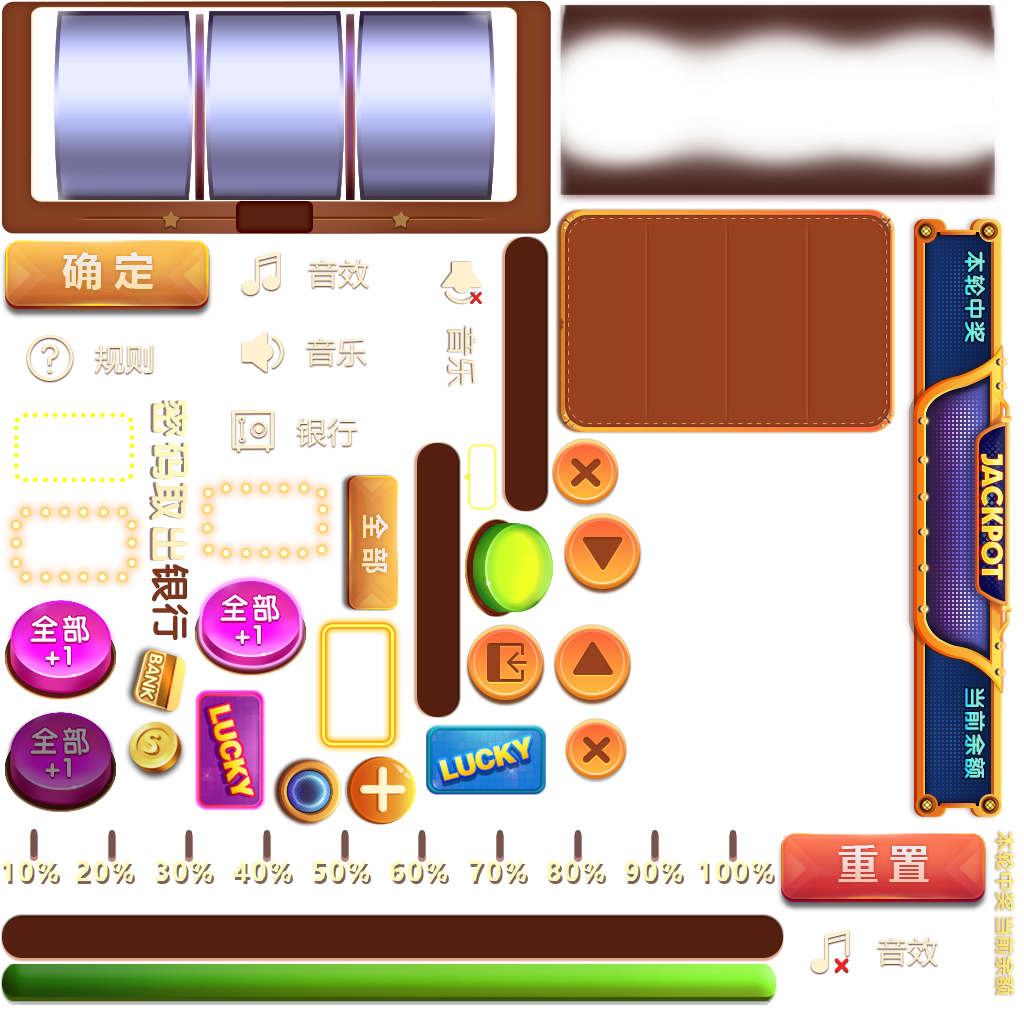 确定
音效
规则
音乐
音乐
银行
密码取出
银行
全部
全部
+1
全部
+1
全部
+1
BANK
LUCKY
LUCKY
本轮中奖
JACKPOT
当前余额
10% 20% 30% 40% 50% 60% 70% 80% 90% 100%
重置
音效
本轮中奖
当前余额